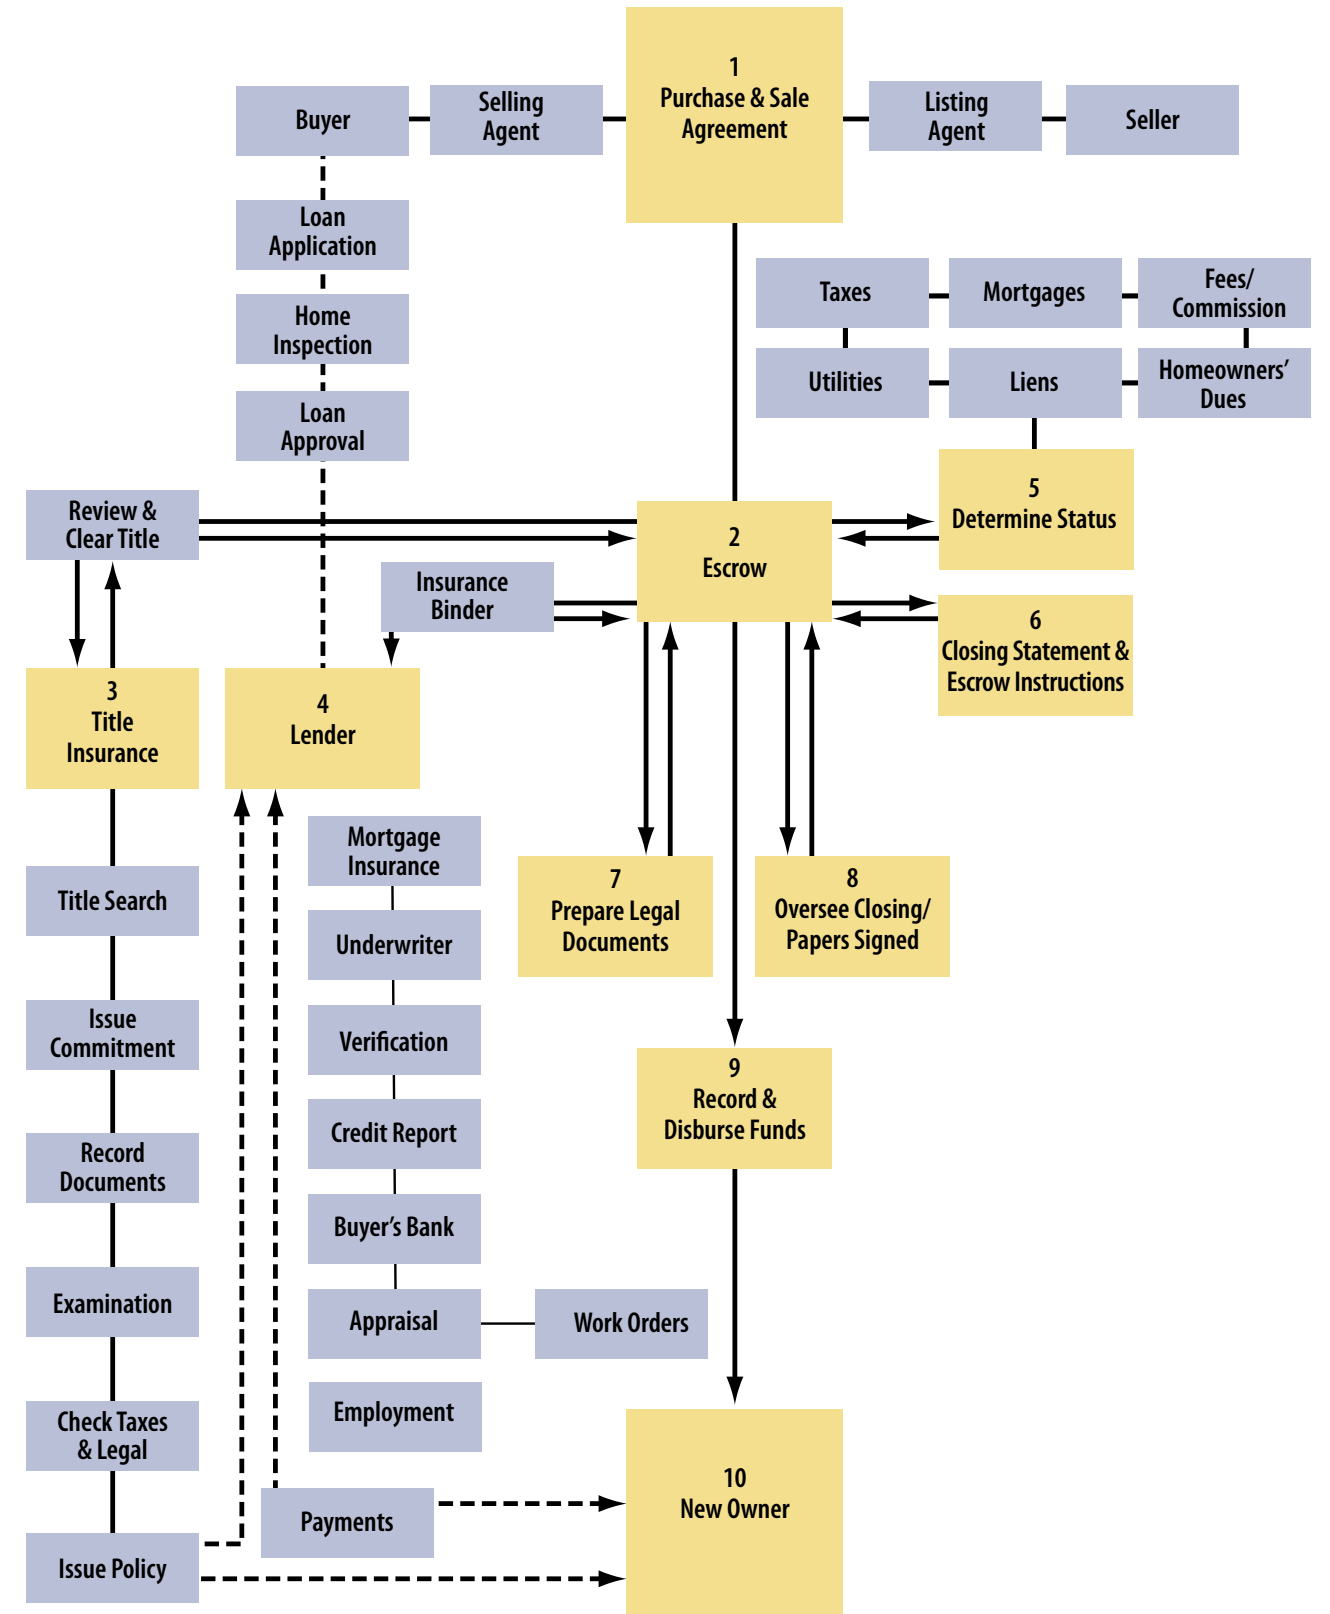 1
Purchase & Sale
Agreement
Buyer
Selling
Agent
Listing
Agent
Seller
Loan
Application
Home
Inspection
Loan
Approval
Taxes
Mortgages
Fees/
Commission
Utilities
Liens
Homeowners’
Dues
Review &
Clear Title
2
Escrow
5
Determine Status
Insurance
Binder
6
Closing Statement &
Escrow Instructions
3
Title
Insurance
4
Lender
Mortgage
Insurance
7
Prepare Legal
Documents
8
Oversee Closing/
Papers Signed
Title Search
Underwriter
Issue
Commitment
Verification
9
Record &
Disburse Funds
Record
Documents
Credit Report
Buyer’s Bank
Examination
Appraisal
Work Orders
Check Taxes
& Legal
Employment
10
New Owner
Payments
Issue Policy